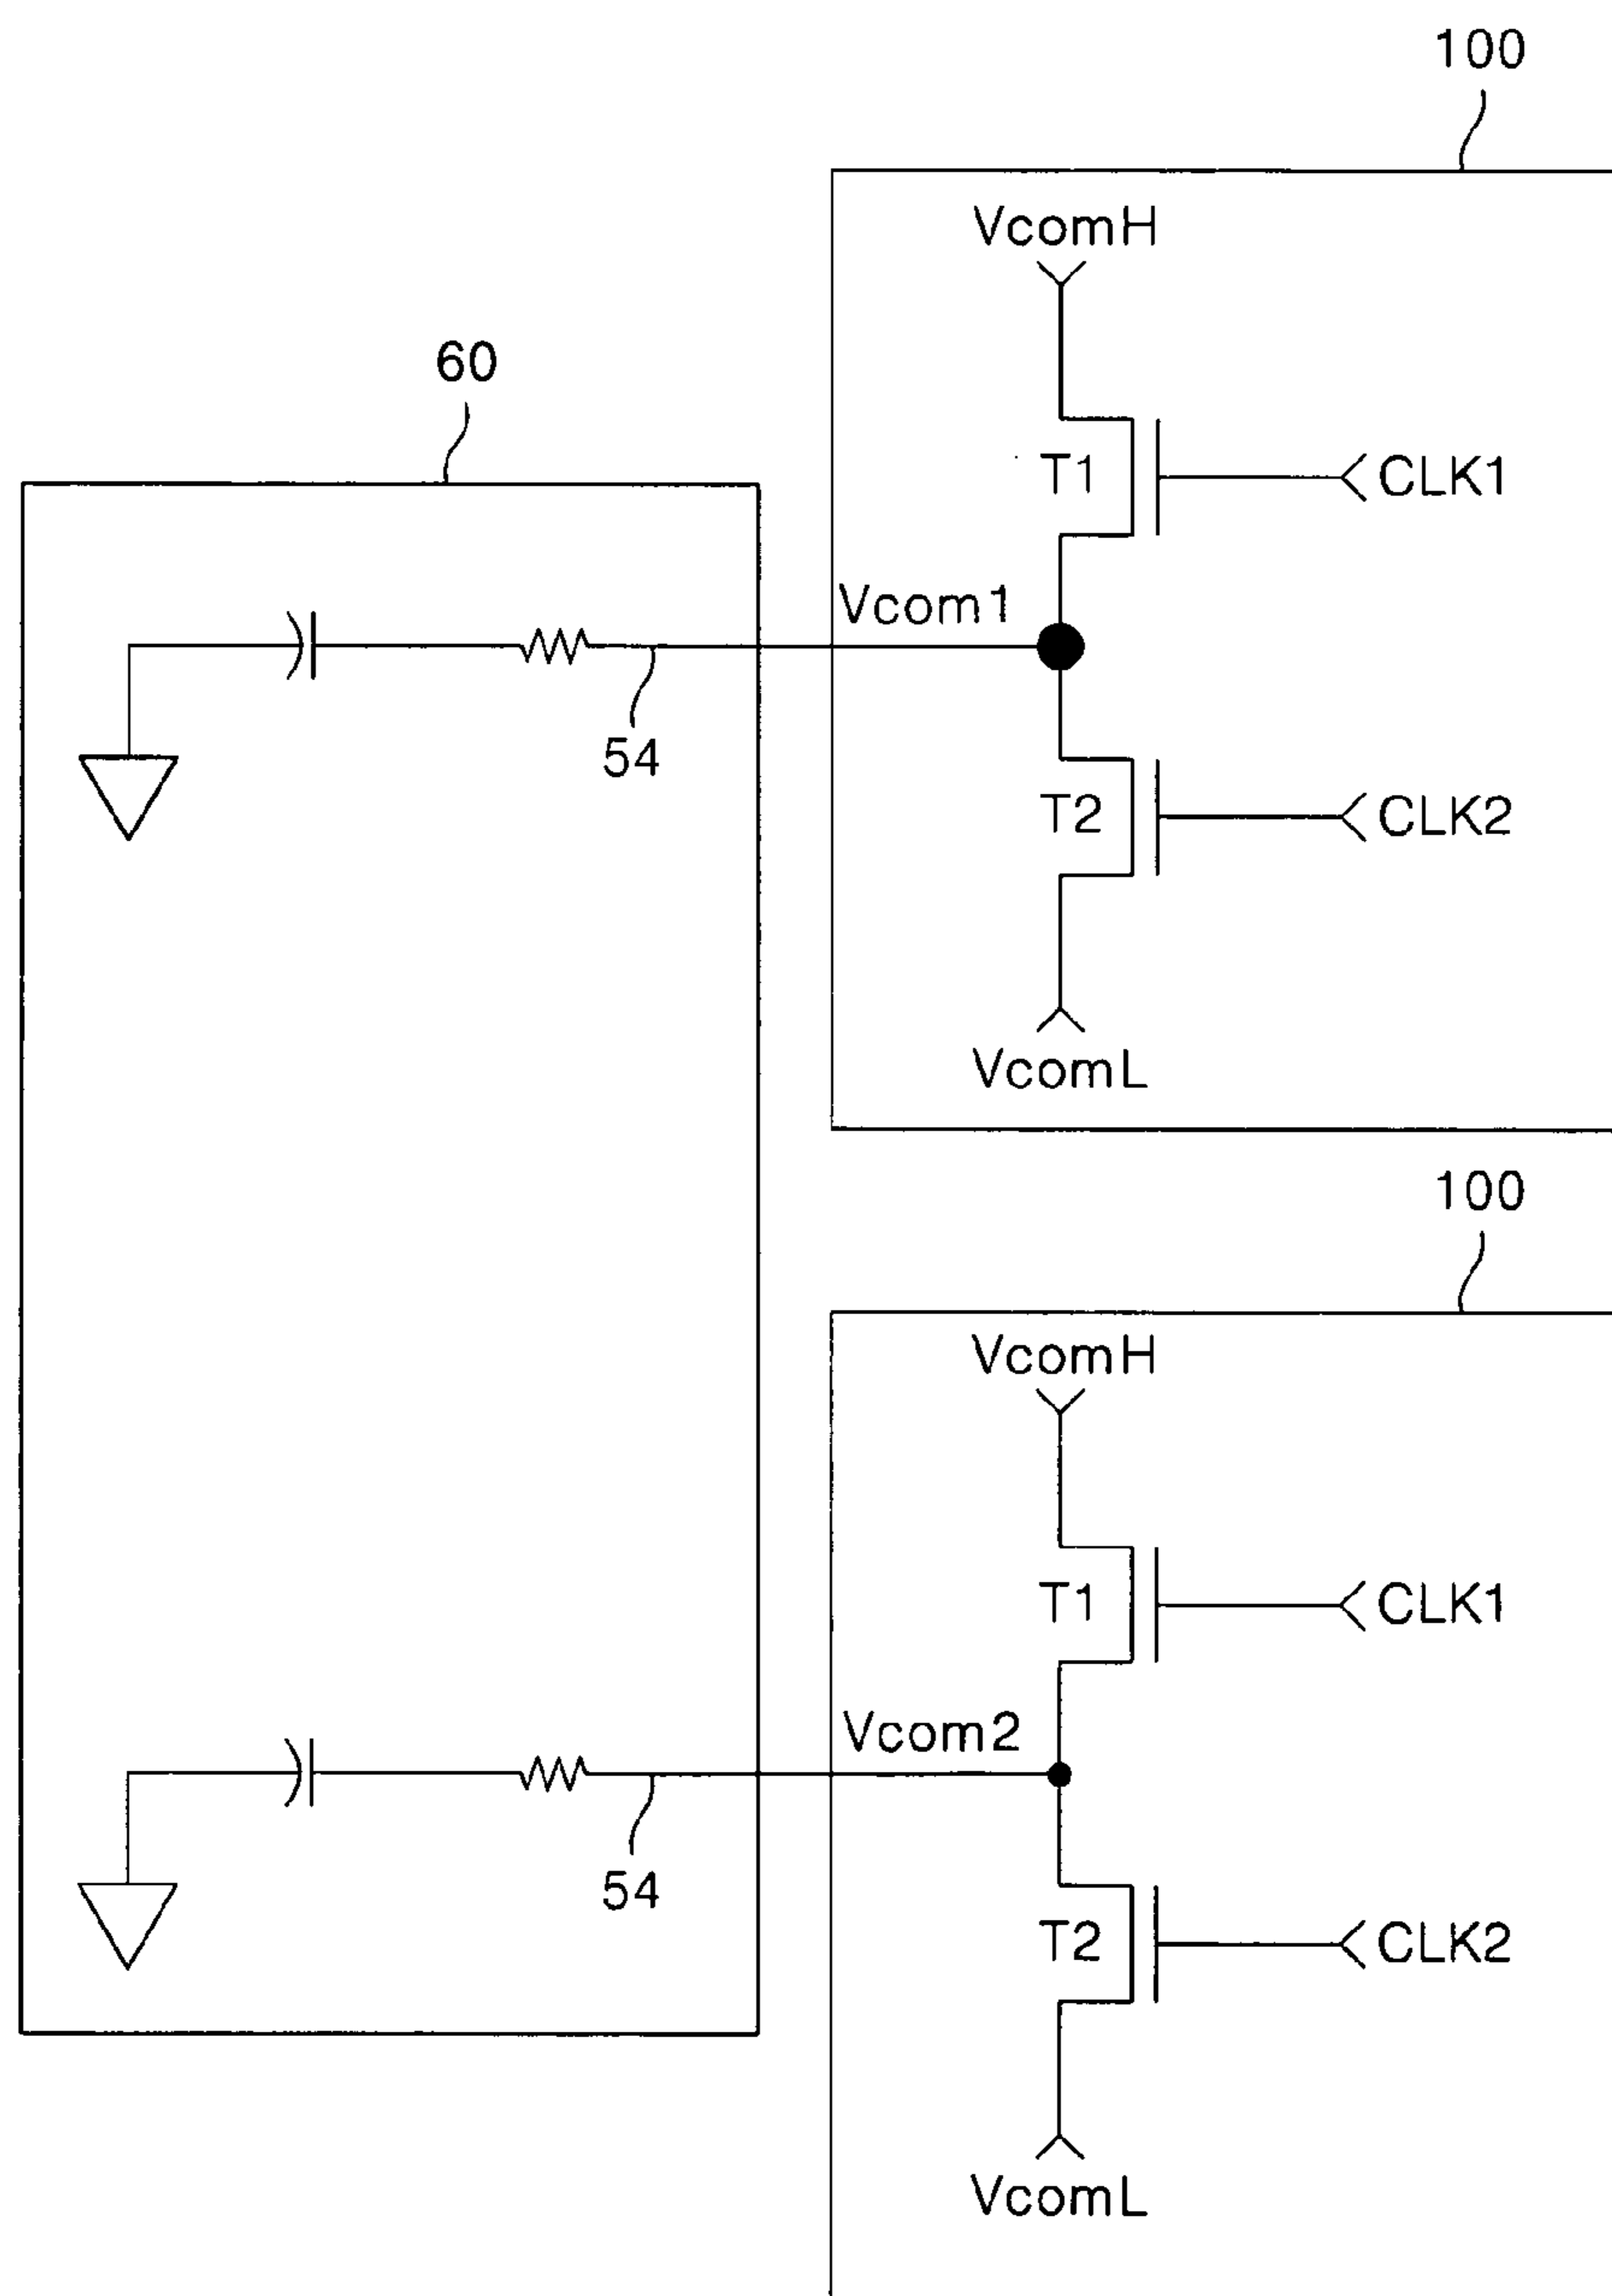 100
VcomH
60
T1
CLK1
Vcom1
54
T2
CLK2
VcomL
100
VcomH
T1
CLK1
Vcom2
54
T2
CLK2
VcomL